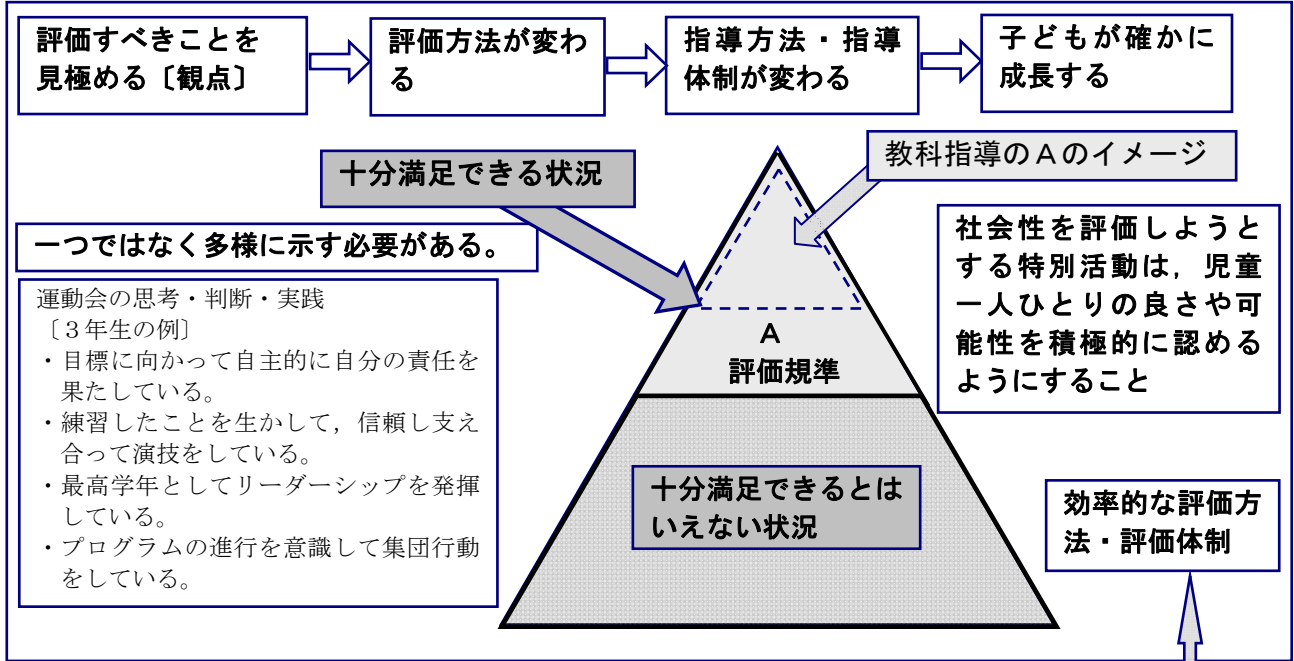 評価すべきことを
見極める〔観点〕
評価方法が変わ
る
指導方法・指導
体制が変わる
子どもが確かに
成長する
十分満足できる状況
教科指導のＡのイメージ
一つではなく多様に示す必要がある。
運動会の思考・判断・実践
〔３年生の例〕
・目標に向かって自主的に自分の責任を
果たしている。
・練習したことを生かして，信頼し支え
合って演技をしている。
・最高学年としてリーダーシップを発揮
している。
・プログラムの進行を意識して集団行動
をしている。
Ａ
評価規準
社会性を評価しようと
する特別活動は，児童
一人ひとりの良さや可
能性を積極的に認める
ようにすること
十分満足できるとは
いえない状況
効率的な評価方
法・評価体制